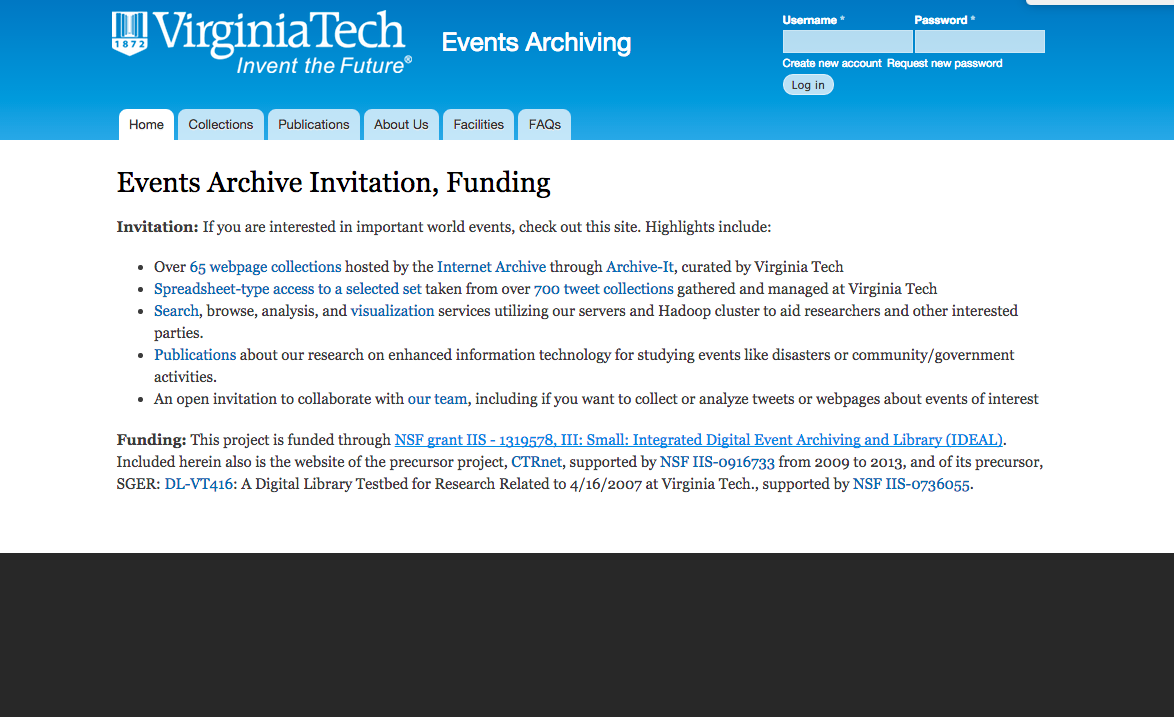 1872
VirginiaTech
Invent the Future®
Events Archiving
Username * Password *
Create new account Request new password
Log in
Home Collections Publications About Us Facilities FAQs
Events Archive Invitation, Funding
Invitation: If you are interested in important world events, check out this site. Highlights include:
• Over 65 webpage collections hosted by the Internet Archive through Archive-It, curated by Virginia Tech
• Spreadsheet-type access to a selected set taken from over 700 tweet collections gathered and managed at Virginia Tech
• Search, browse, analysis, and visualization services utilizing our servers and Hadoop cluster to aid researchers and other interested
parties.
• Publications about our research on enhanced information technology for studying events like disasters or community/government
activities.
• An open invitation to collaborate with our team, including if you want to collect or analyze tweets or webpages about events of interest
Funding: This project is funded through NSF grant IIS - 1319578, III: Small: Integrated Digital Event Archiving and Library (IDEAL).
Included herein also is the website of the precursor project, CTRnet, supported by NSF IIS-0916733 from 2009 to 2013, and of its precursor,
SGER: DL-VT416: A Digital Library Testbed for Research Related to 4/16/2007 at Virginia Tech., supported by NSF IIS-0736055.